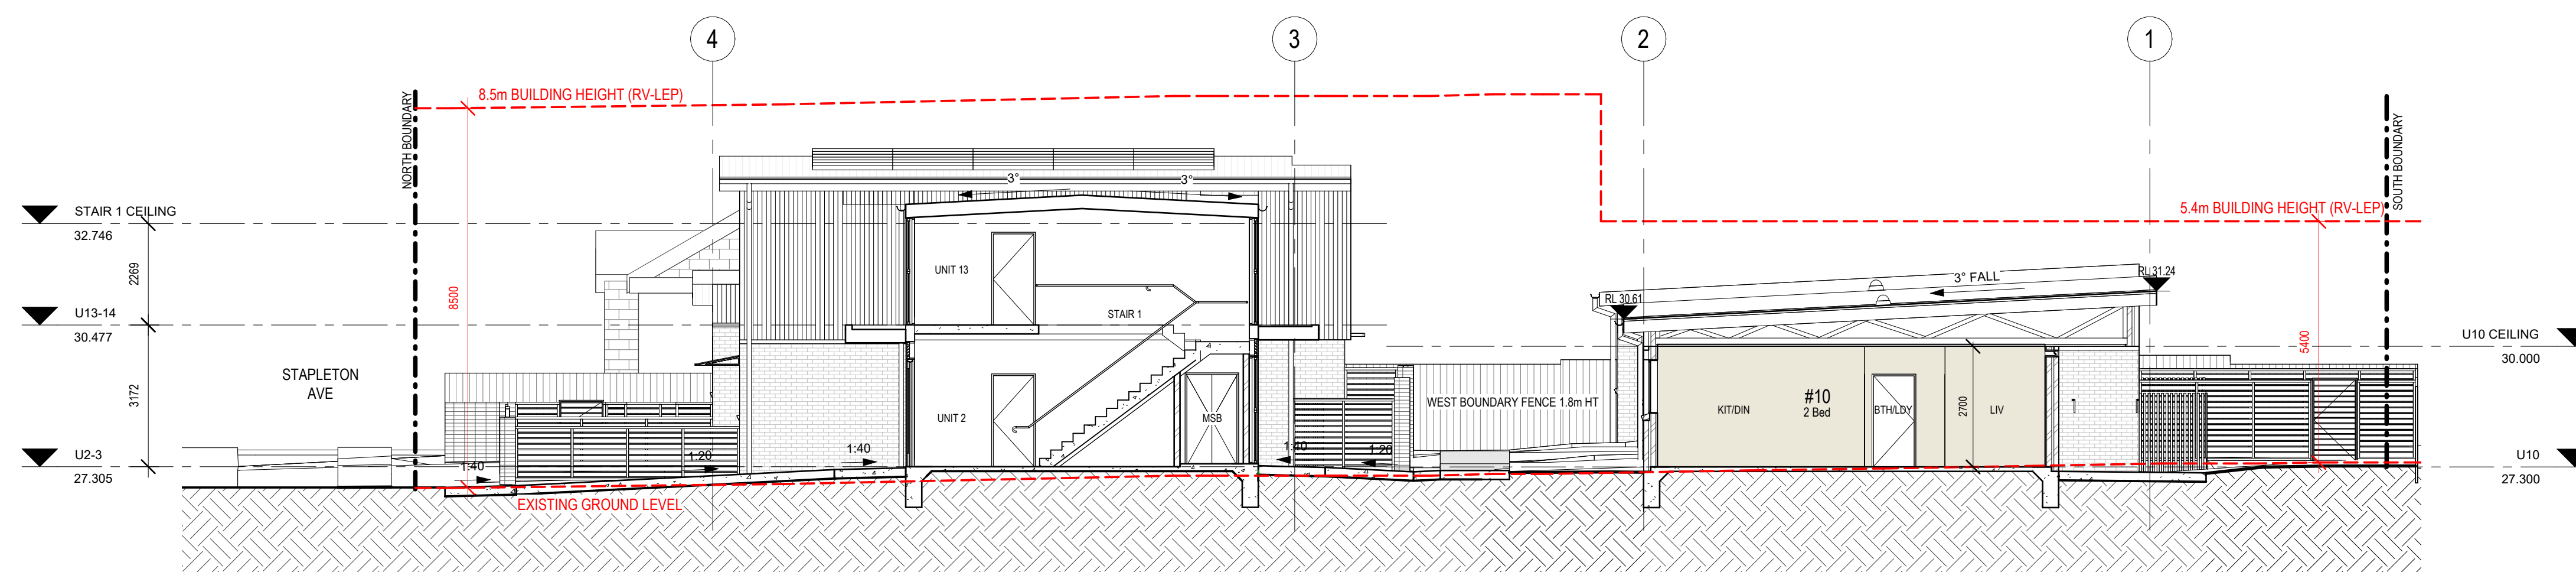 4
3
2
1
8.5m BUILDING HEIGHT (RV-LEP)
NORTH BOUNDARY
SOUTH BOUNDARY
3°
3°
STAIR 1 CEILING
32.746
5.4m BUILDING HEIGHT (RV-LEP)
2269
8500
UNIT 13
3° FALL
RL 31.24
RL 30.61
U13-14
30.477
STAIR 1
5400
U10 CEILING
30.000
STAPLETON
AVE
3172
UNIT 2
MSB
WEST BOUNDARY FENCE 1.8m HT
#10
2 Bed
KIT/DIN
BTH/LDY
2700
LIV
U2-3
27.305
1:40
1:20
1:40
1:40
1:20
U10
27.300
EXISTING GROUND LEVEL